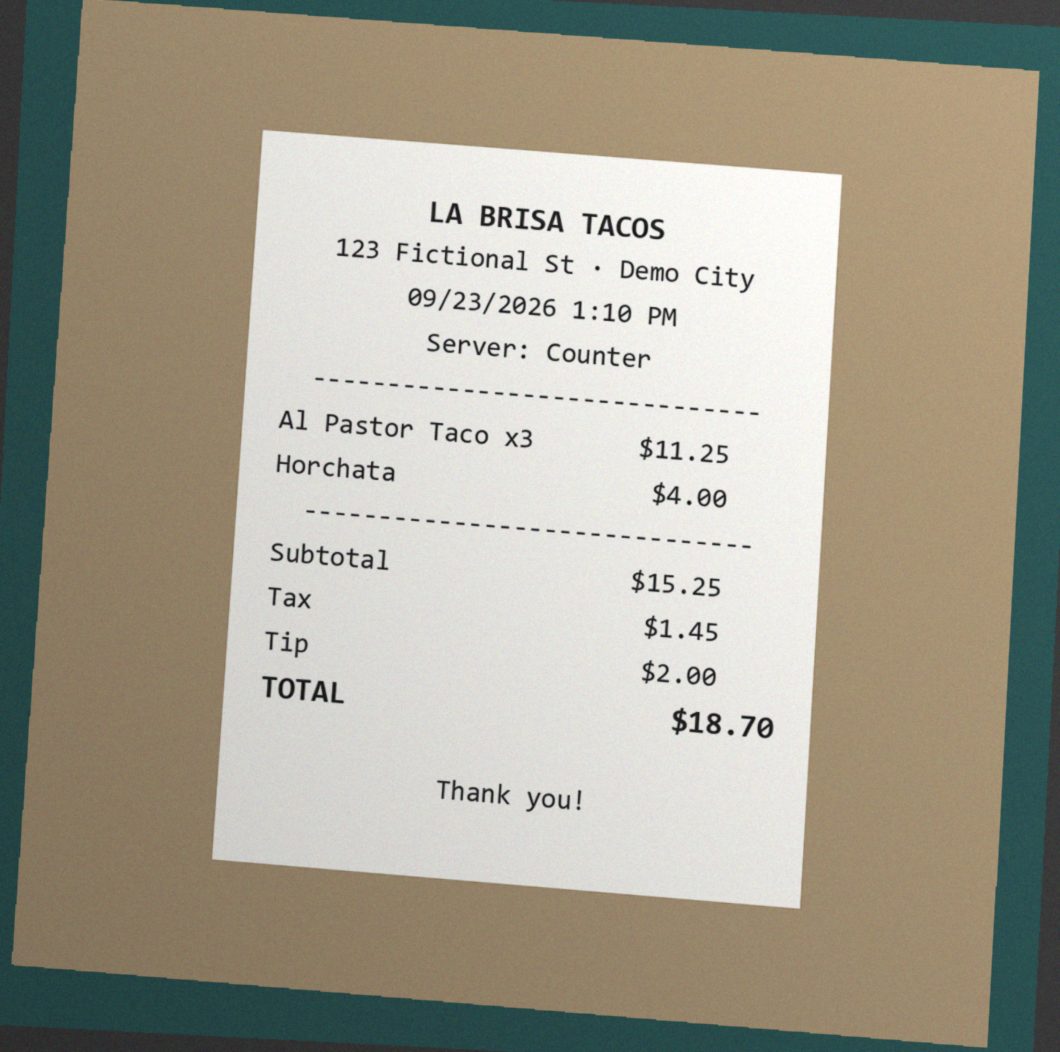 LA BRISA TACOS
123 Fictional St · Demo City
09/23/2026 1:10 PM
Server: Counter
------------------------------
Al Pastor Taco x3 $11.25
Horchata $4.00
------------------------------
Subtotal $15.25
Tax $1.45
Tip $2.00
TOTAL $18.70
Thank you!